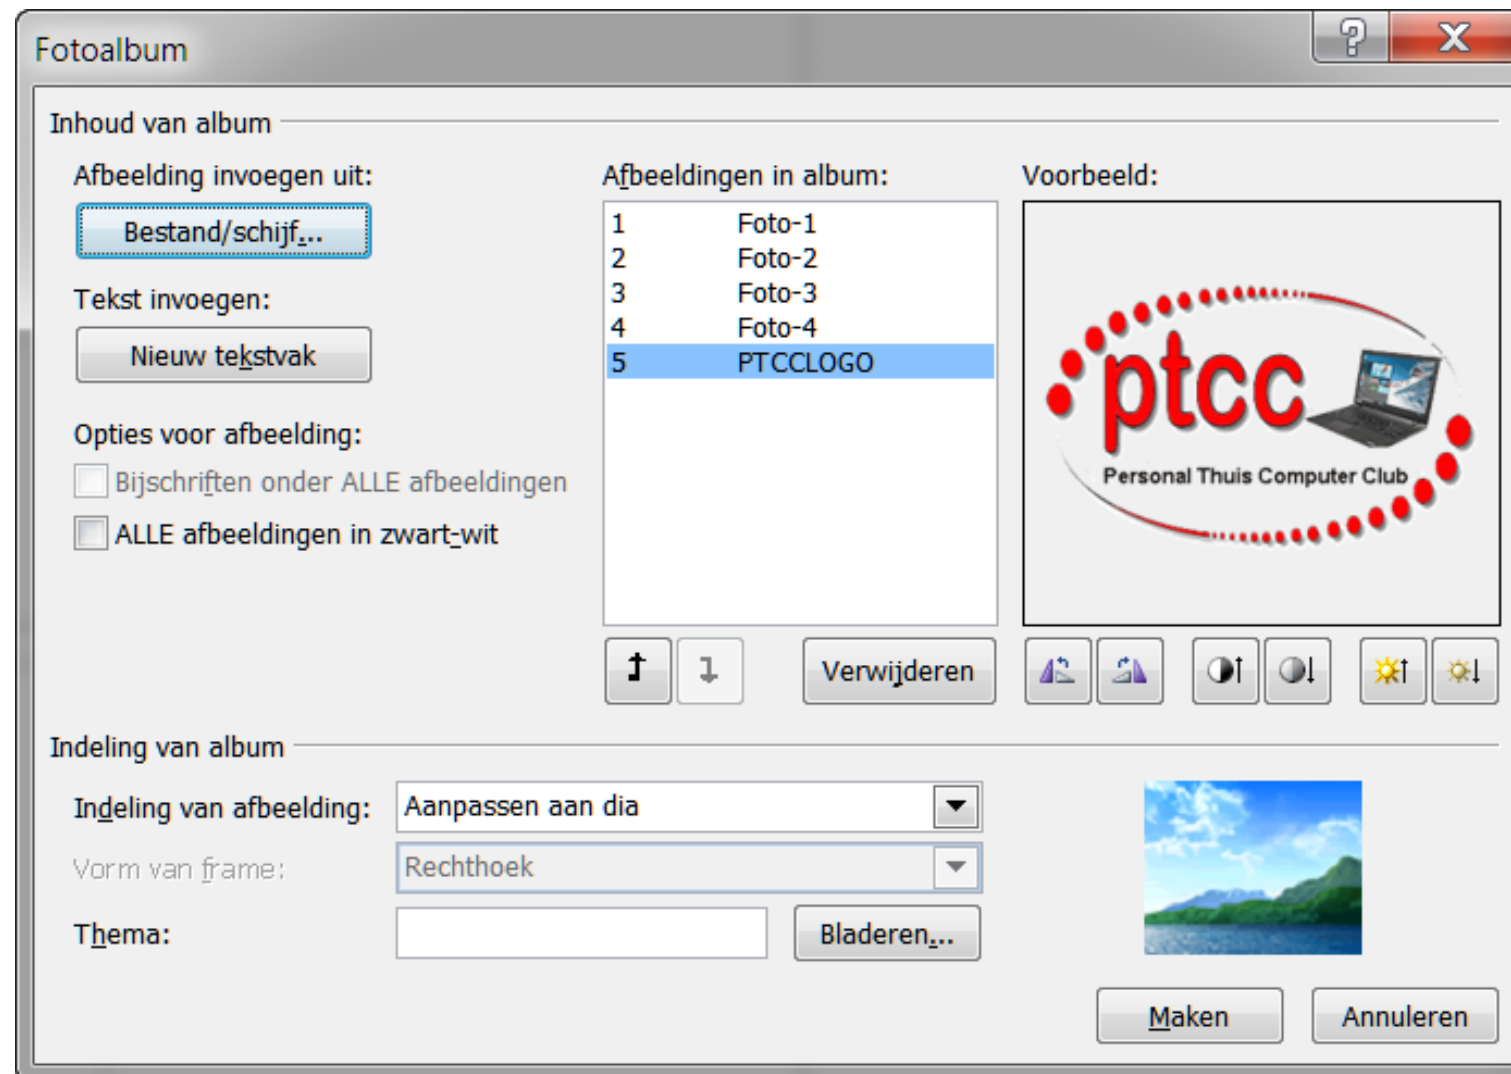 Fotoalbum
Inhoud van album
Afbeelding invoegen uit:
Bestand/schijf...
Tekst invoegen:
Nieuw tekstvak
Opties voor afbeelding:
Bijschriften onder ALLE afbeeldingen
ALLE afbeeldingen in zwart-wit
Afbeeldingen in album:
1 Foto-1
2 Foto-2
3 Foto-3
4 Foto-4
5 PTCCLOGO
Verwijderen
Voorbeeld:
ptcc
Personal Thuis Computer Club
Indeling van album
Indeling van afbeelding: Aanpassen aan dia
Vorm van frame: Rechthoek
Thema: Bladeren...
Maken Annuleren